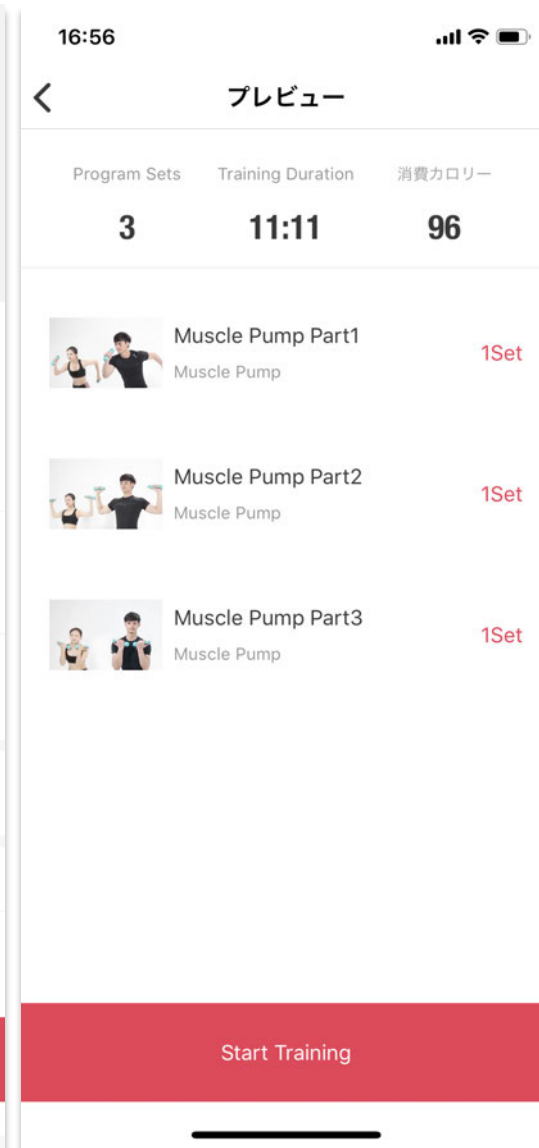 16:56
プレビュー
Program Sets Training Duration 消費カロリー
3 11:11 96
Muscle Pump Part1
Muscle Pump
1Set
Muscle Pump Part2
Muscle Pump
1Set
Muscle Pump Part3
Muscle Pump
1Set
Start Training